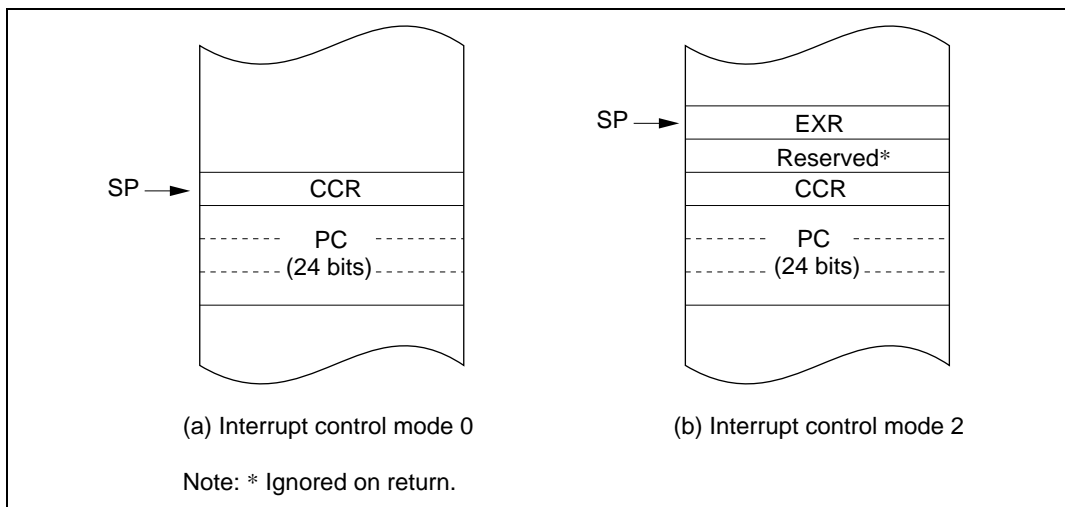 SP
CCR
PC
(24 bits)
(a) Interrupt control mode 0
SP
EXR
Reserved*
CCR
PC
(24 bits)
(b) Interrupt control mode 2
Note: * Ignored on return.